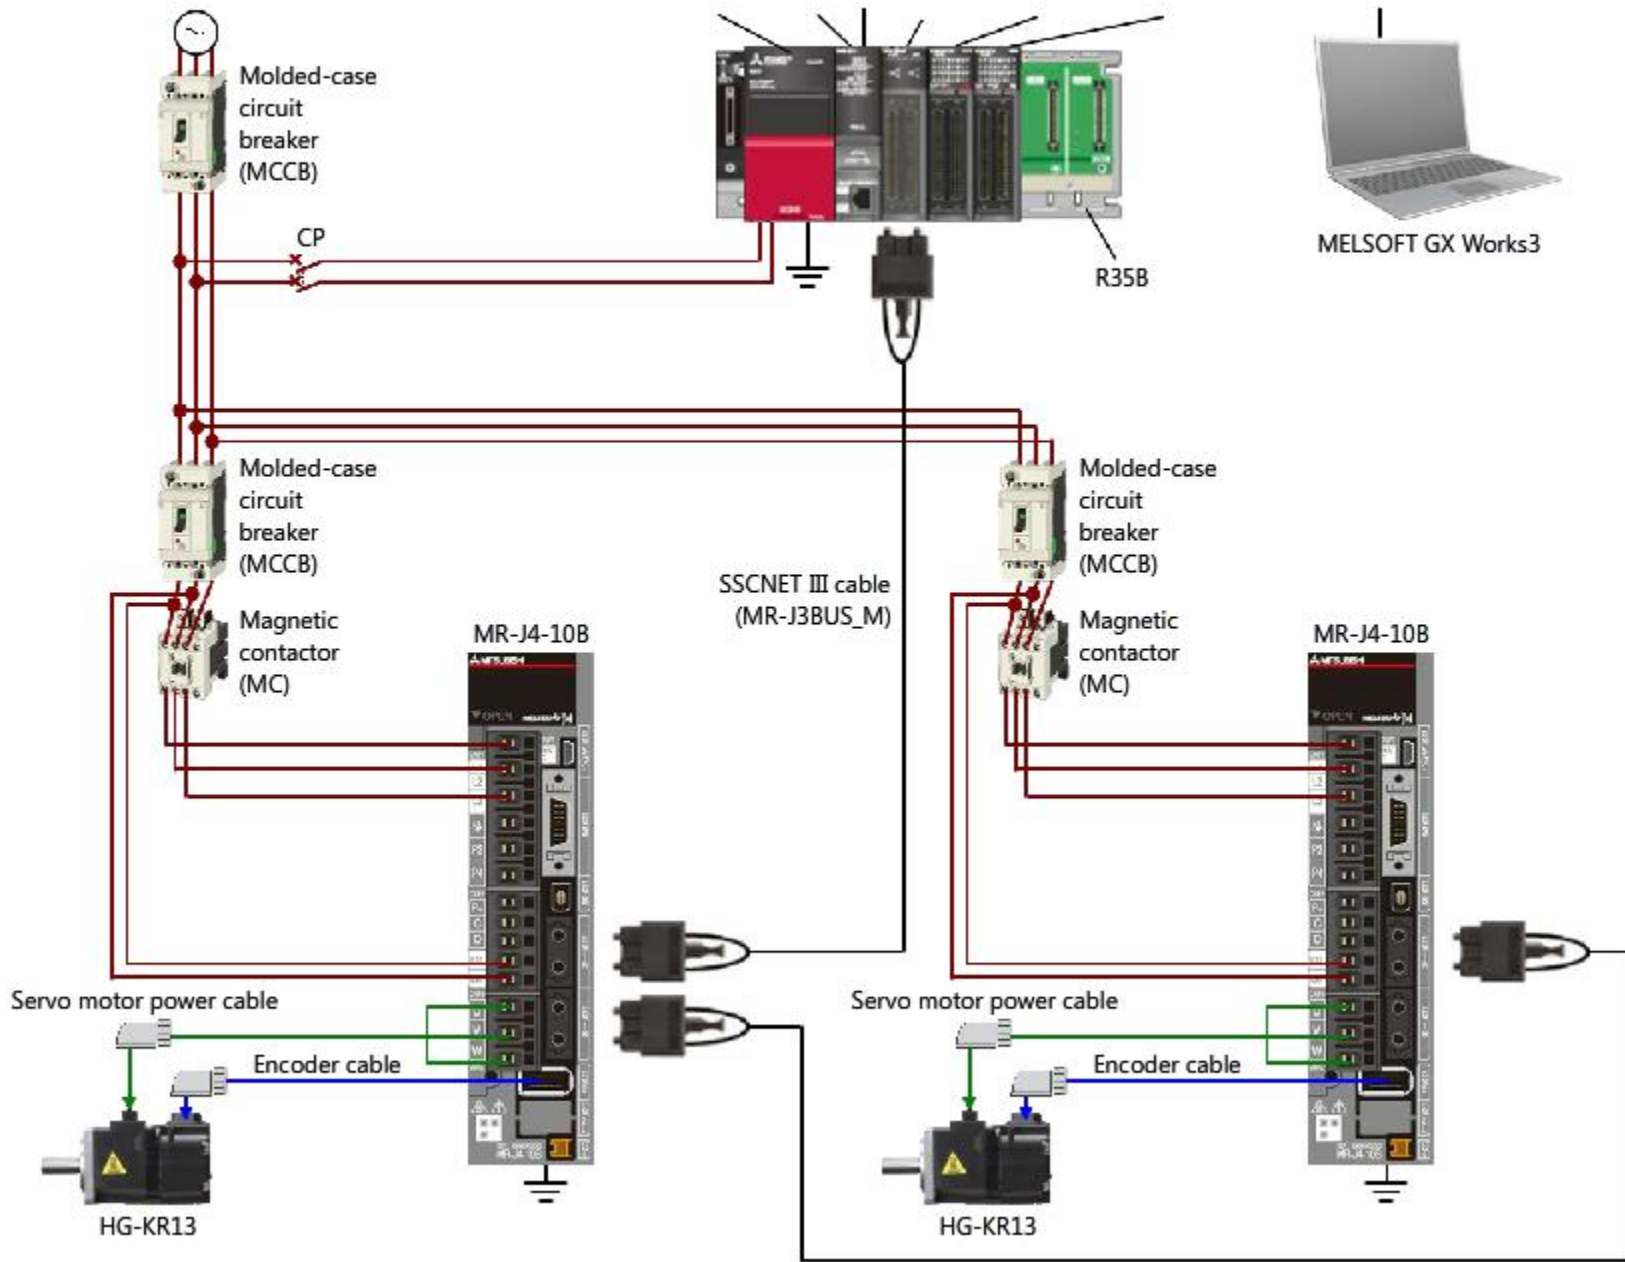 Molded-case
circuit
breaker
(MCCB)
CP
R35B
MELSOFT GX Works3
Molded-case
circuit
breaker
(MCCB)
Molded-case
circuit
breaker
(MCCB)
SSCNET III cable
(MR-J3BUS_M)
Magnetic
contactor
(MC)
MR-J4-10B
Magnetic
contactor
(MC)
MR-J4-10B
OPEN
OPEN
Servo motor power cable
Encoder cable
HG-KR13
Servo motor power cable
Encoder cable
HG-KR13